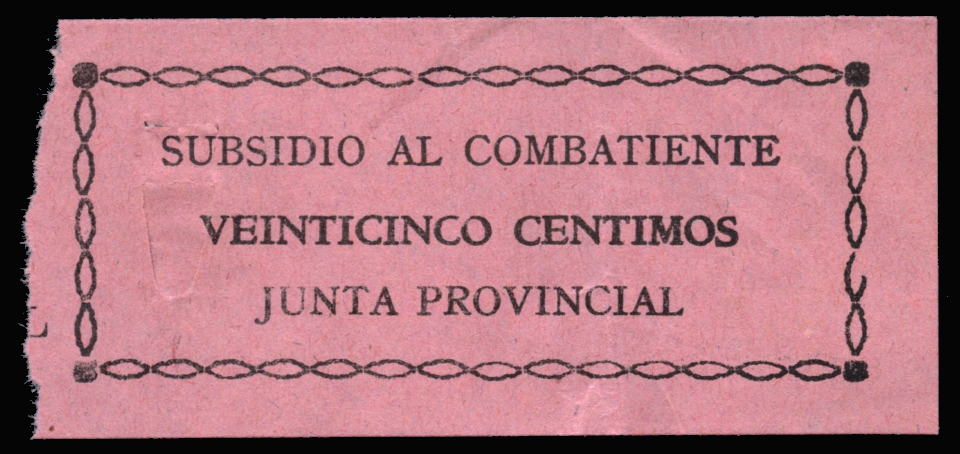 SUBSIDIO AL COMBATIENTE
VEINTICINCO CENTIMOS
JUNTA PROVINCIAL